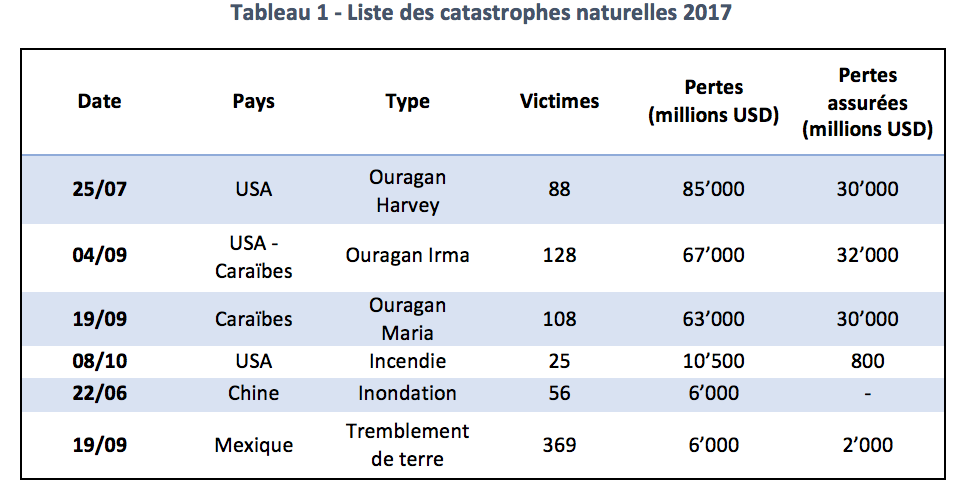 Tableau 1 - Liste des catastrophes naturelles 2017
Date Pays Type Victimes Pertes (millions USD) Pertes assurées (millions USD)
25/07 USA Ouragan Harvey 88 85’000 30’000
04/09 USA - Caraïbes Ouragan Irma 128 67’000 32’000
19/09 Caraïbes Ouragan Maria 108 63’000 30’000
08/10 USA Incendie 25 10’500 800
22/06 Chine Inondation 56 6’000 -
19/09 Mexique Tremblement de terre 369 6’000 2’000